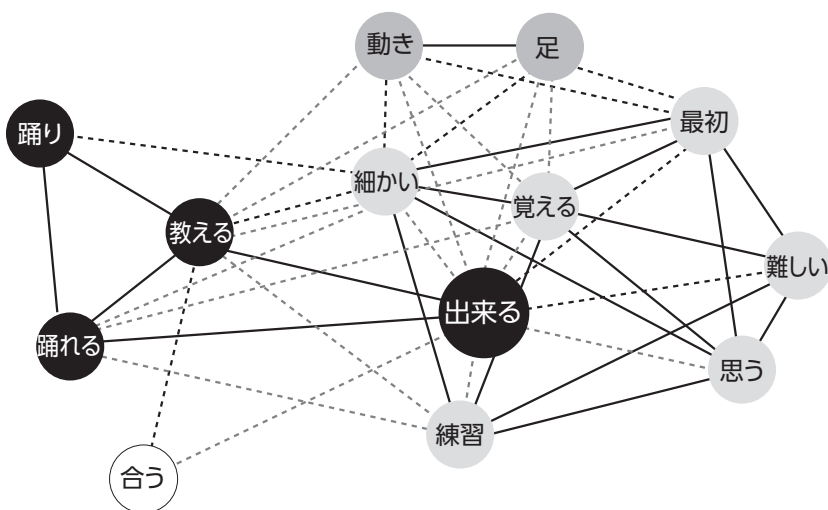 動き
足
踊り
最初
細かい
覚える
教える
難しい
出来る
踊れる
思う
練習
合う